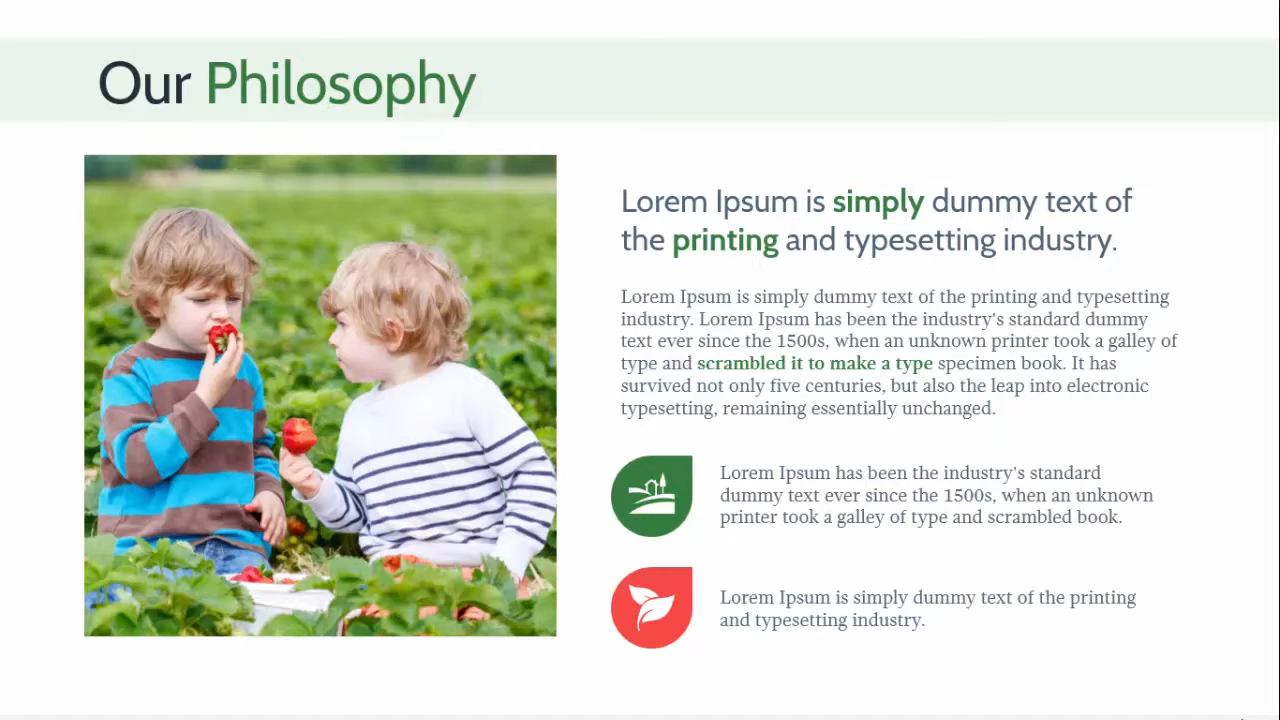 Our Philosophy
Lorem Ipsum is simply dummy text of
the printing and typesetting industry.
Lorem Ipsum is simply dummy text of the printing and typesetting
industry. Lorem Ipsum has been the industry's standard dummy
text ever since the 1500s, when an unknown printer took a galley of
type and scrambled it to make a type specimen book. It has
survived not only five centuries, but also the leap into electronic
typesetting, remaining essentially unchanged.
Lorem Ipsum has been the industry's standard
dummy text ever since the 1500s, when an unknown
printer took a galley of type and scrambled book.
Lorem Ipsum is simply dummy text of the printing
and typesetting industry.